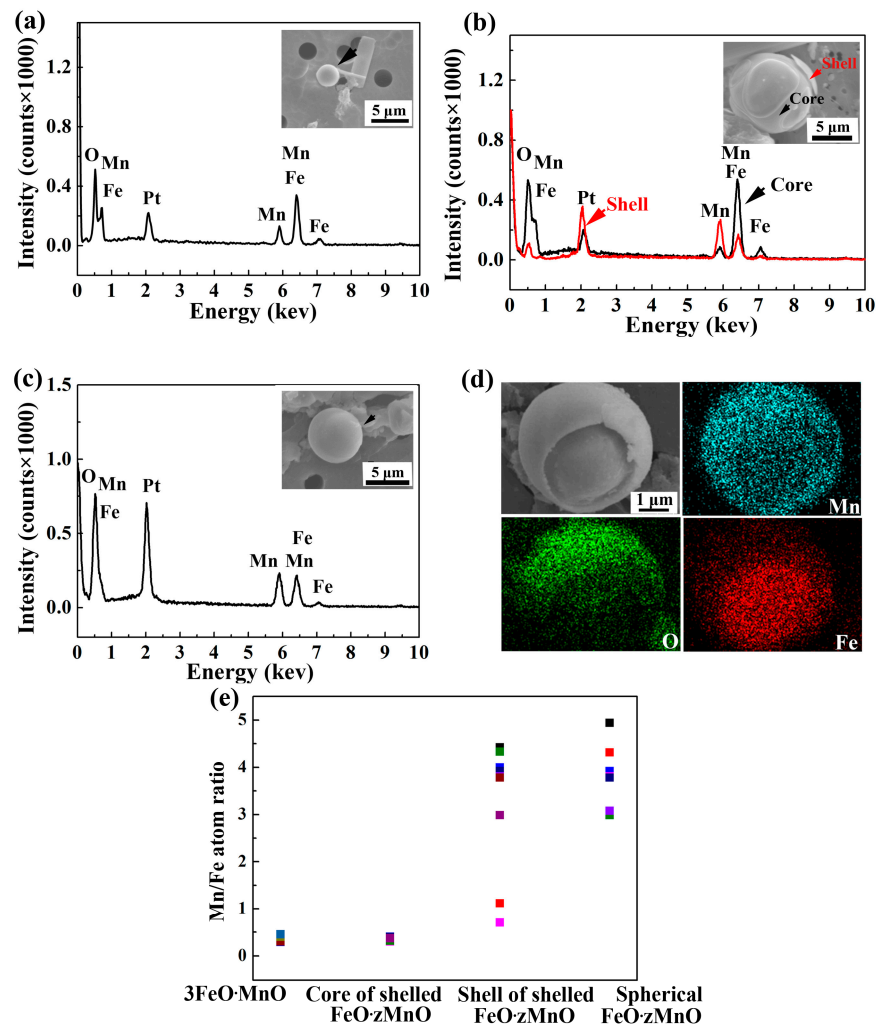 (a)
Intensity (counts×1000)
1.2
0.8
0.4
0.0
O Mn
Fe
Pt
Mn
Mn
Fe
Fe
5 μm
0 1 2 3 4 5 6 7 8 9 10
Energy (kev)
(b)
Intensity (counts×1000)
1.5
1.2
0.9
0.6
0.3
0.0
O Mn
Fe
Pt
Shell
Mn
Mn
Fe
Core
Fe
Shell
Core
5 μm
0 1 2 3 4 5 6 7 8 9 10
Energy (kev)
(c)
Intensity (counts×1000)
1.5
1.0
0.5
0.0
O Mn
Fe
Pt
Fe
Mn Mn
Fe
5 μm
0 1 2 3 4 5 6 7 8 9 10
Energy (kev)
(d)
1 μm
Mn
O
Fe
(e)
Mn/Fe atom ratio
5
4
3
2
1
0
3FeO·MnO
Core of shelled
FeO·zMnO
Shell of shelled
FeO·zMnO
Spherical
FeO·zMnO